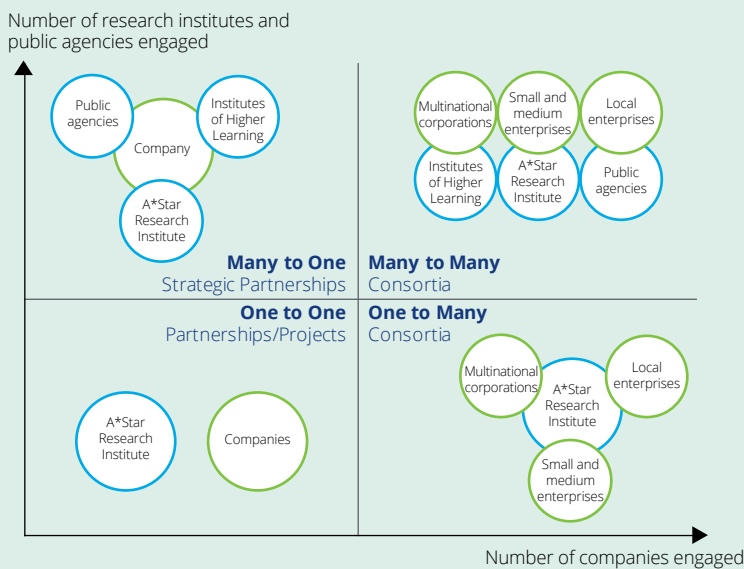 Number of research institutes and
public agencies engaged
Public
agencies
Company
Institutes
of Higher
Learning
A*Star
Research
Institute
Multinational
corporations
Small and
medium
enterprises
Local
enterprises
Institutes
of Higher
Learning
A*Star
Research
Institute
Public
agencies
Many to One
Strategic Partnerships
Many to Many
Consortia
One to One
Partnerships/Projects
One to Many
Consortia
A*Star
Research
Institute
Companies
Multinational
corporations
A*Star
Research
Institute
Local
enterprises
Small and
medium
enterprises
Number of companies engaged